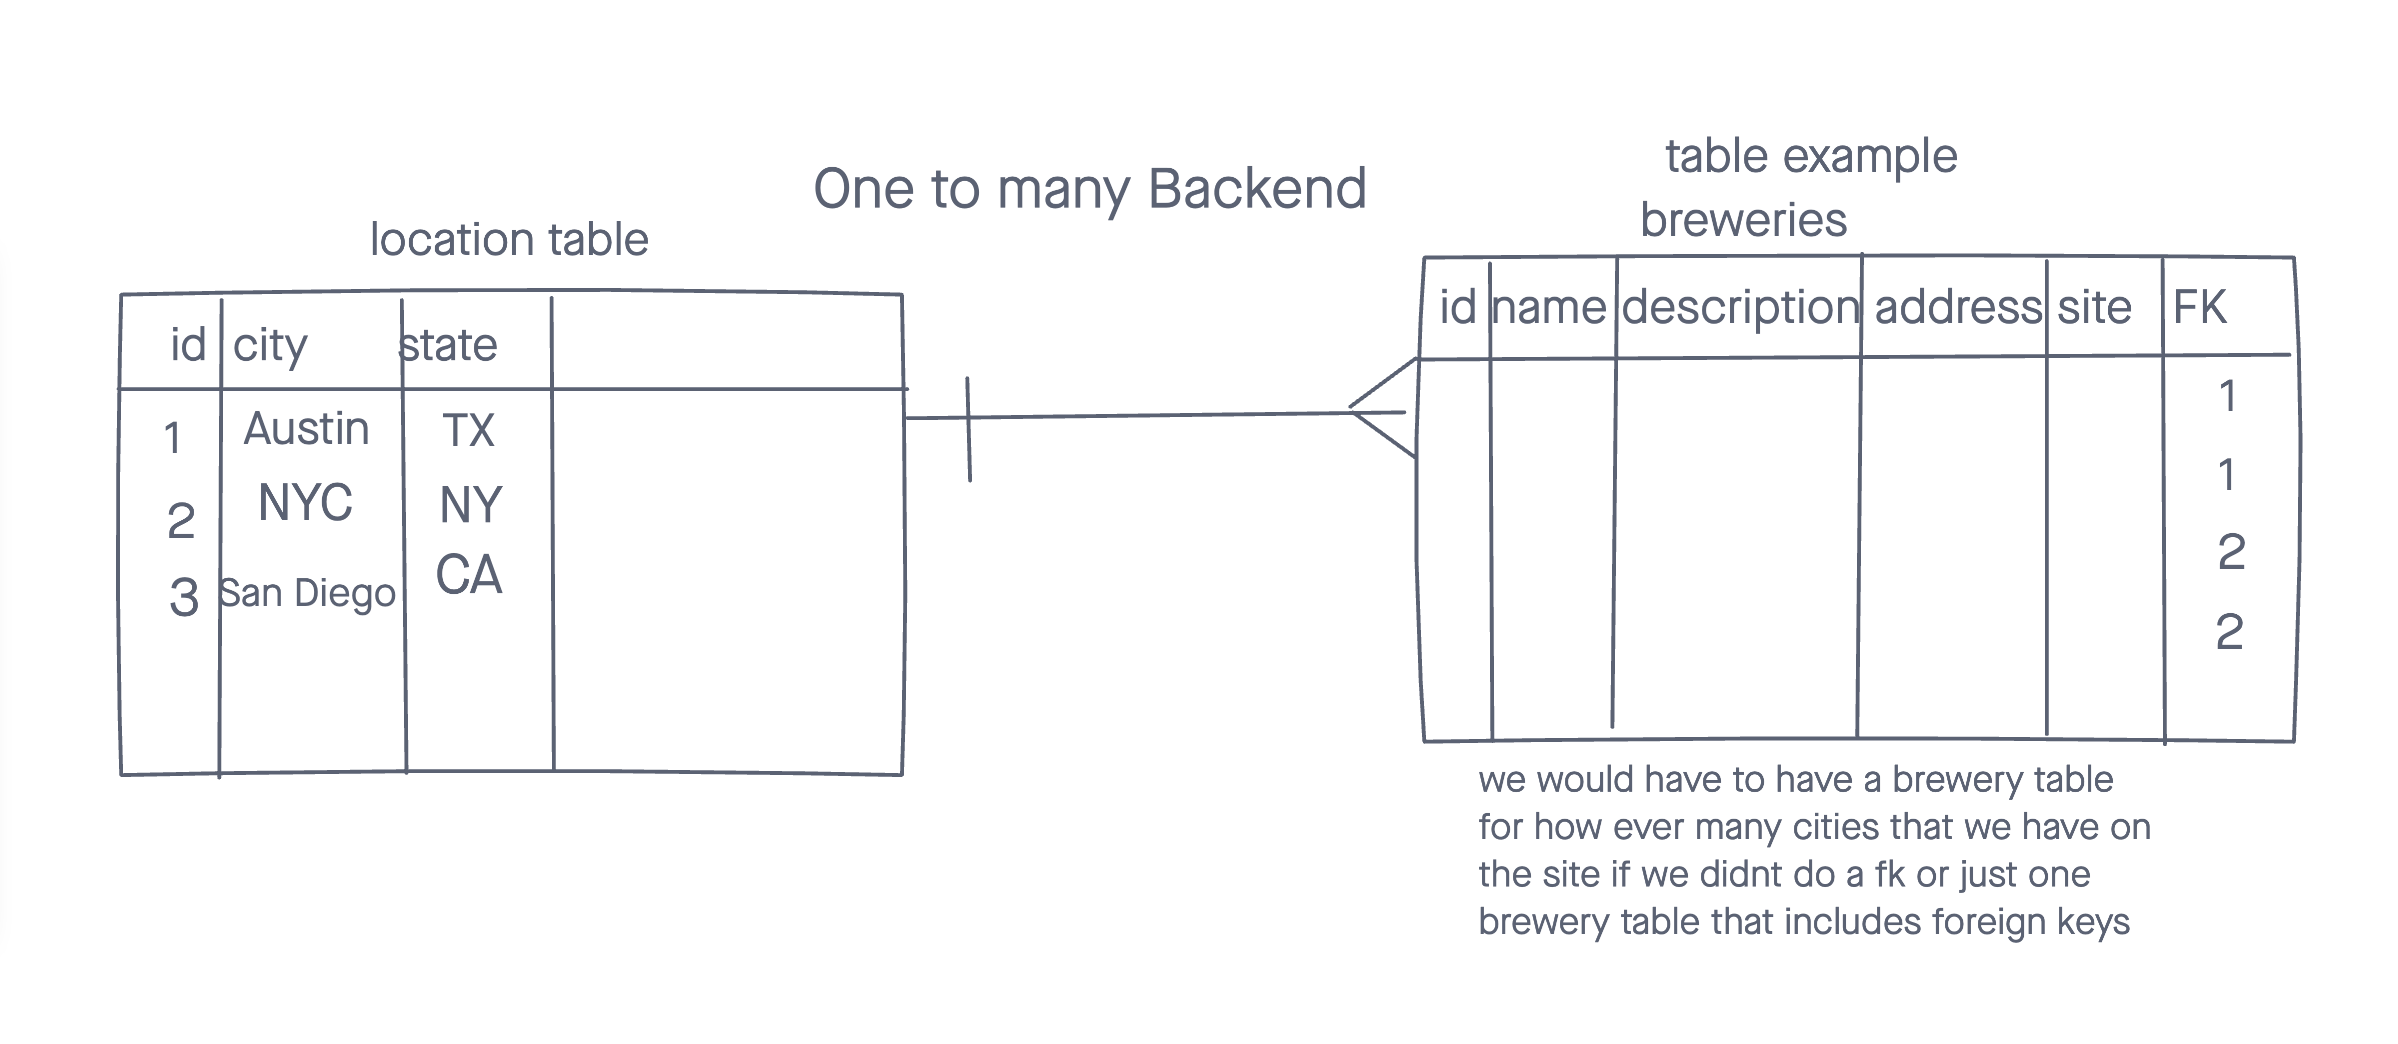 One to many Backend
location table
id city state
1 Austin TX
2 NYC NY
3 San Diego CA
table example
breweries
id name description address site FK
1
1
2
2
we would have to have a brewery table
for how ever many cities that we have on
the site if we didnt do a fk or just one
brewery table that includes foreign keys